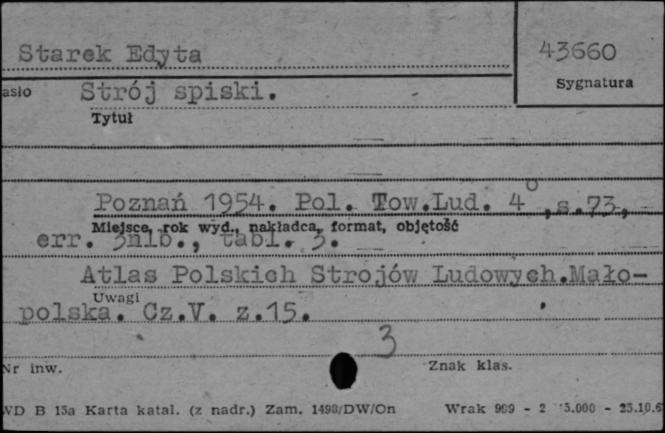 Starek Edyta
43660
Sygnatura
asło Strój spiski.
Tytuł
Poznań 1954. Pol. Tow.Lud. 4o ,s.73,
Miejsce, rok wyd., nakładca, format, objętość
err. 3nlb., tabl. 3.
Atlas Polskich Strojów Ludowych.Mało-
Uwagi
polska. Cz.V. z.15.
3
Nr inw.
Znak klas.
WD B 15a Karta katal. (z nadr.) Zam. 1498/DW/On Wrak 999 - 2